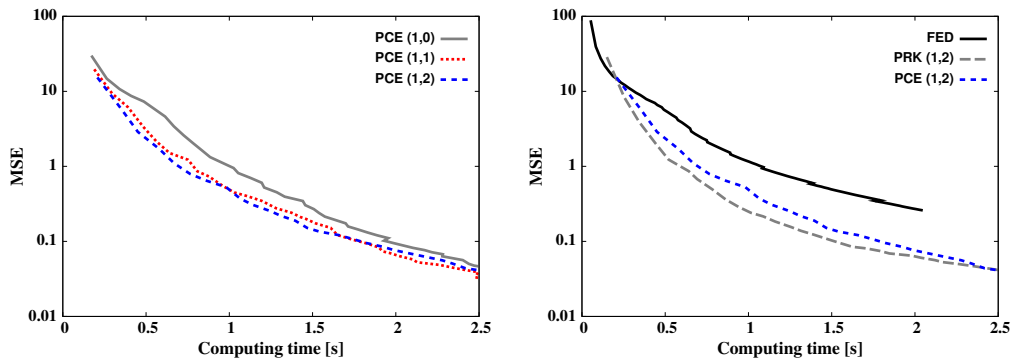 100
10
1
0.1
0.01
MSE
PCE (1,0)
PCE (1,1)
PCE (1,2)
0 0.5 1 1.5 2 2.5
Computing time [s]
100
10
1
0.1
0.01
MSE
FED
PRK (1,2)
PCE (1,2)
0 0.5 1 1.5 2 2.5
Computing time [s]